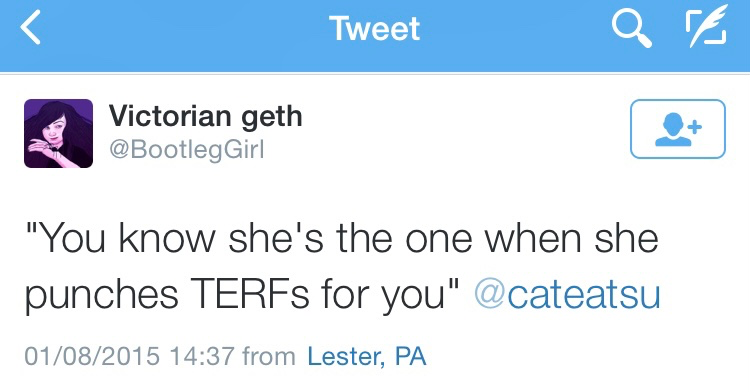 Tweet
Victorian geth
@BootlegGirl
"You know she's the one when she
punches TERFs for you" @cateatsu
01/08/2015 14:37 from Lester, PA